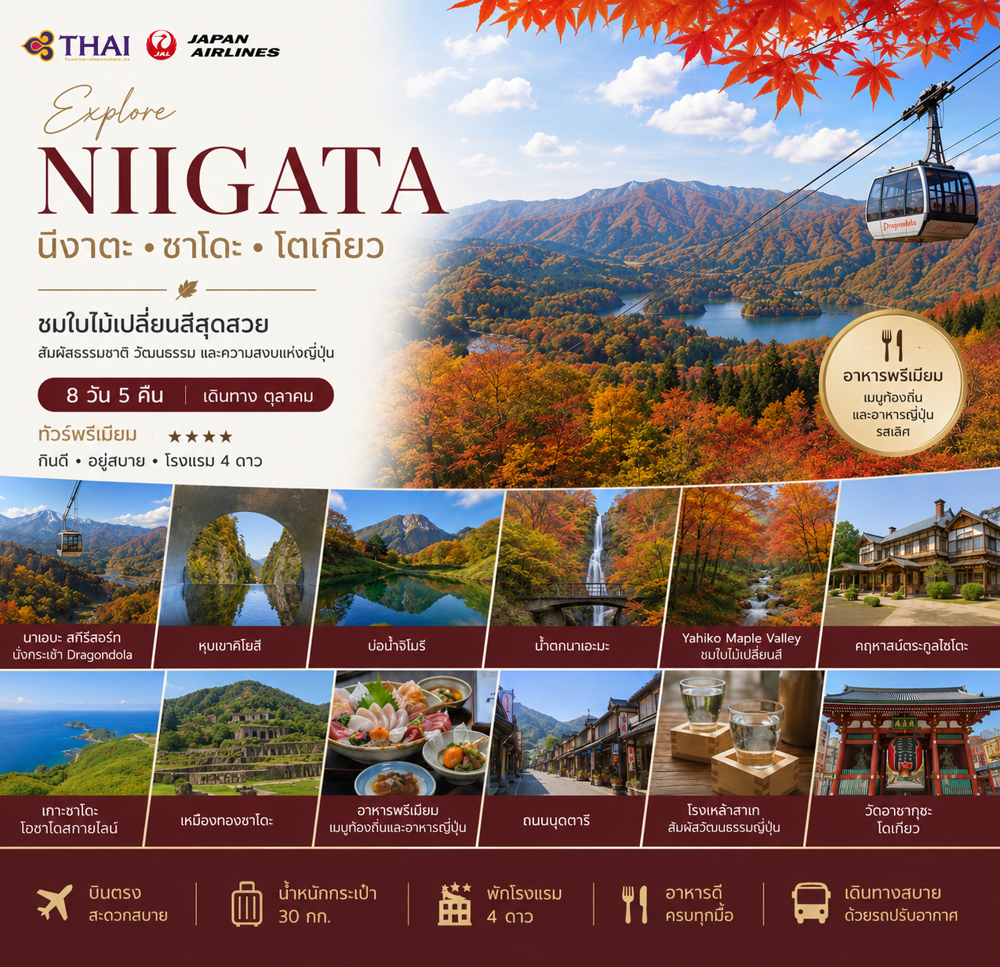 THAI
JAL
JAPAN
AIRLINES
Explore
NIIGATA
นีงาตะ • ซาโดะ • โตเกียว
ชมใบไม้เปลี่ยนสีสุดสวย
สัมผัสธรรมชาติ วัฒนธรรม และความสงบแห่งญี่ปุ่น
8 วัน 5 คืน | เดินทาง ตุลาคม
ทัวร์พรีเมียม ★★★★
กินดี • อยู่สบาย • โรงแรม 4 ดาว
Dragondola
อาหารพรีเมียม
เมนูท้องถิ่น
และอาหารญี่ปุ่น
รสเลิศ
นาเอบะ สกีรีสอร์ท
นั่งกระเช้า Dragondola
หุบเขาคิโยสึ
บ่อน้ำจิโมรี
น้ำตกนาเอะมะ
Yahiko Maple Valley
ชมใบไม้เปลี่ยนสี
คฤหาสน์ตระกูลไซโตะ
เกาะซาโดะ
โอซาโดสกายไลน์
เหมืองทองซาโดะ
อาหารพรีเมียม
เมนูท้องถิ่นและอาหารญี่ปุ่น
ถนนนุดตารี
โรงเหล้าสาเก
สัมผัสวัฒนธรรมญี่ปุ่น
วัดอาซากุซะ
โตเกียว
บินตรง
สะดวกสบาย
น้ำหนักกระเป๋า
30 กก.
พักโรงแรม
4 ดาว
อาหารดี
ครบทุกมื้อ
เดินทางสบาย
ด้วยรถปรับอากาศ